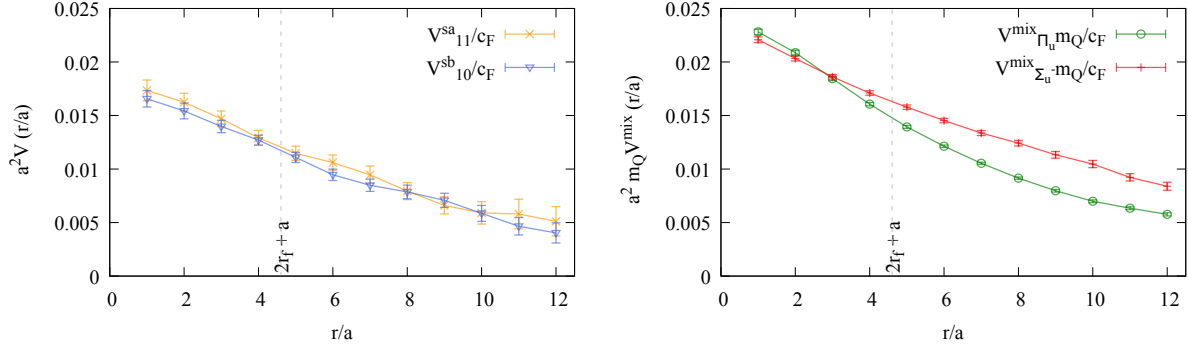 0.025
0.02
0.015
0.01
0.005
0
0 2 4 6 8 10 12
a²V (r/a)
r/a
V^sa_11/c_F
V^sb_10/c_F
2r_f + a
0.025
0.02
0.015
0.01
0.005
0
0 2 4 6 8 10 12
a² m_Q V^mix (r/a)
r/a
V^mix_Π_u m_Q/c_F
V^mix_Σ_u^- m_Q/c_F
2r_f + a